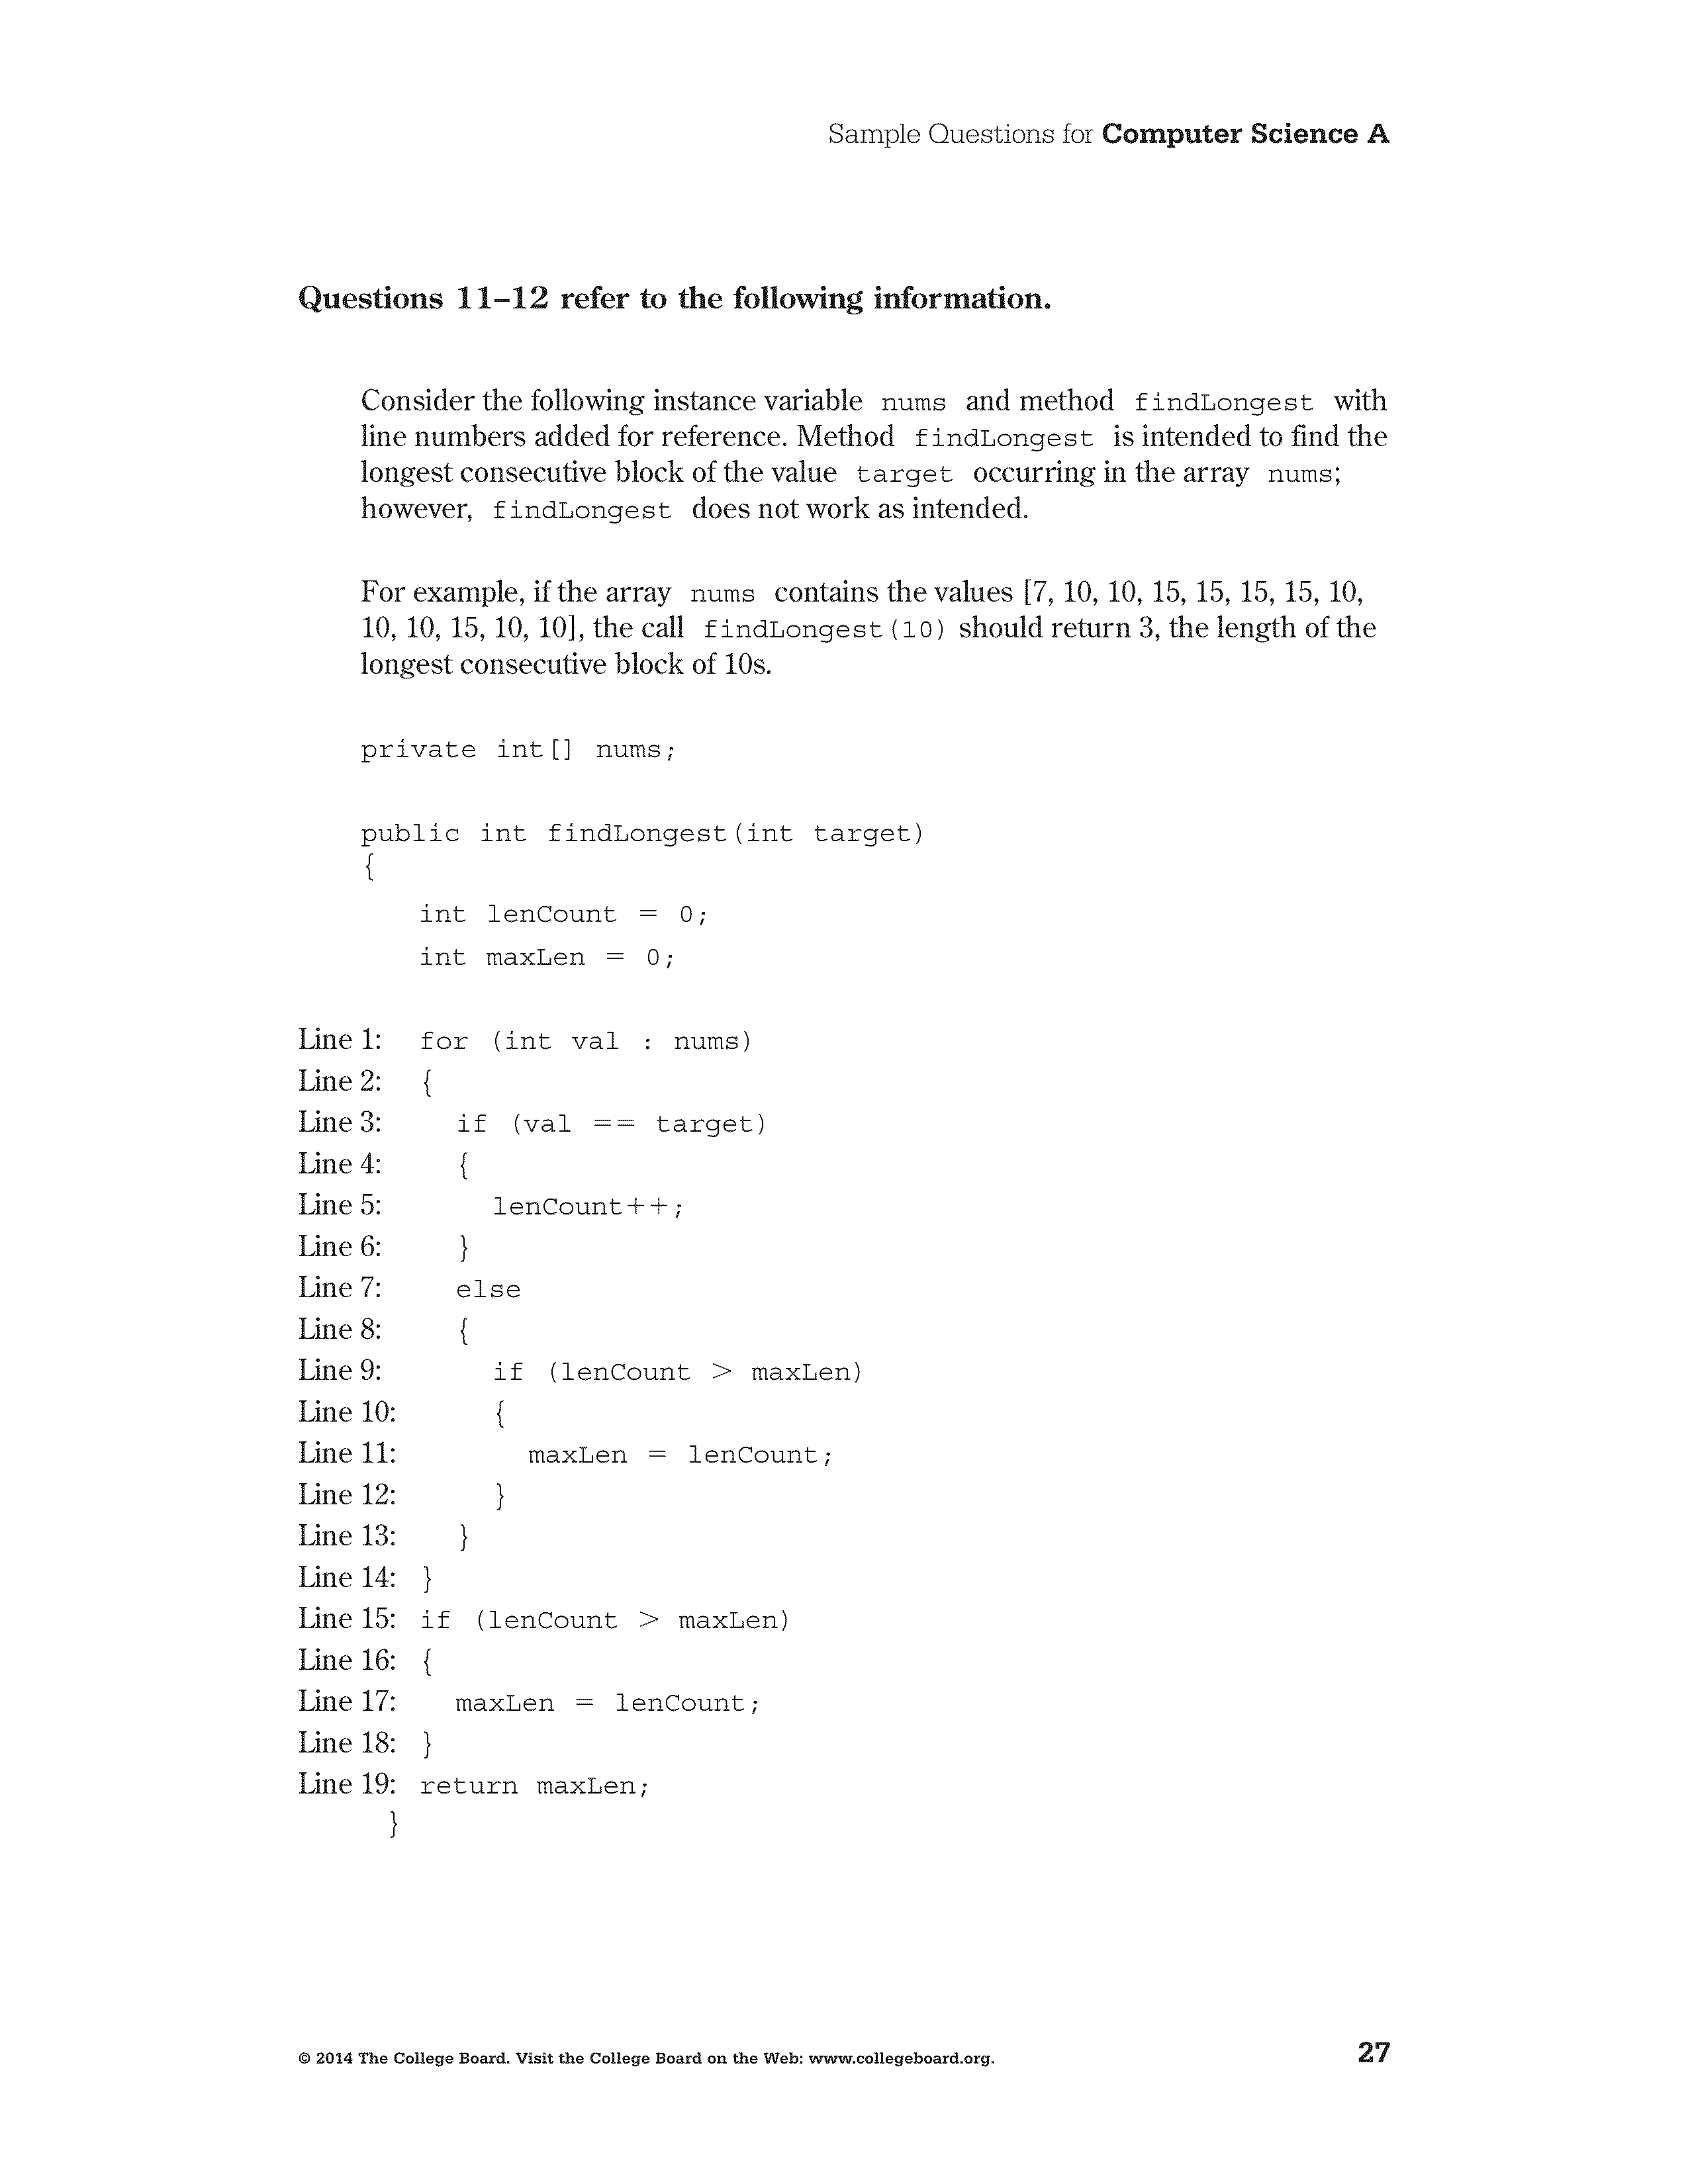 Sample Questions for Computer Science A
Questions 11–12 refer to the following information.
Consider the following instance variable nums and method findLongest with
line numbers added for reference. Method findLongest is intended to find the
longest consecutive block of the value target occurring in the array nums;
however, findLongest does not work as intended.
For example, if the array nums contains the values [7, 10, 10, 15, 15, 15, 15, 10,
10, 10, 15, 10, 10], the call findLongest(10) should return 3, the length of the
longest consecutive block of 10s.
private int[] nums;
public int findLongest(int target)
{
int lenCount = 0;
int maxLen = 0;
Line 1: for (int val : nums)
Line 2: {
Line 3: if (val == target)
Line 4: {
Line 5: lenCount++;
Line 6: }
Line 7: else
Line 8: {
Line 9: if (lenCount > maxLen)
Line 10: {
Line 11: maxLen = lenCount;
Line 12: }
Line 13: }
Line 14: }
Line 15: if (lenCount > maxLen)
Line 16: {
Line 17: maxLen = lenCount;
Line 18: }
Line 19: return maxLen;
}
© 2014 The College Board. Visit the College Board on the Web: www.collegeboard.org. 27